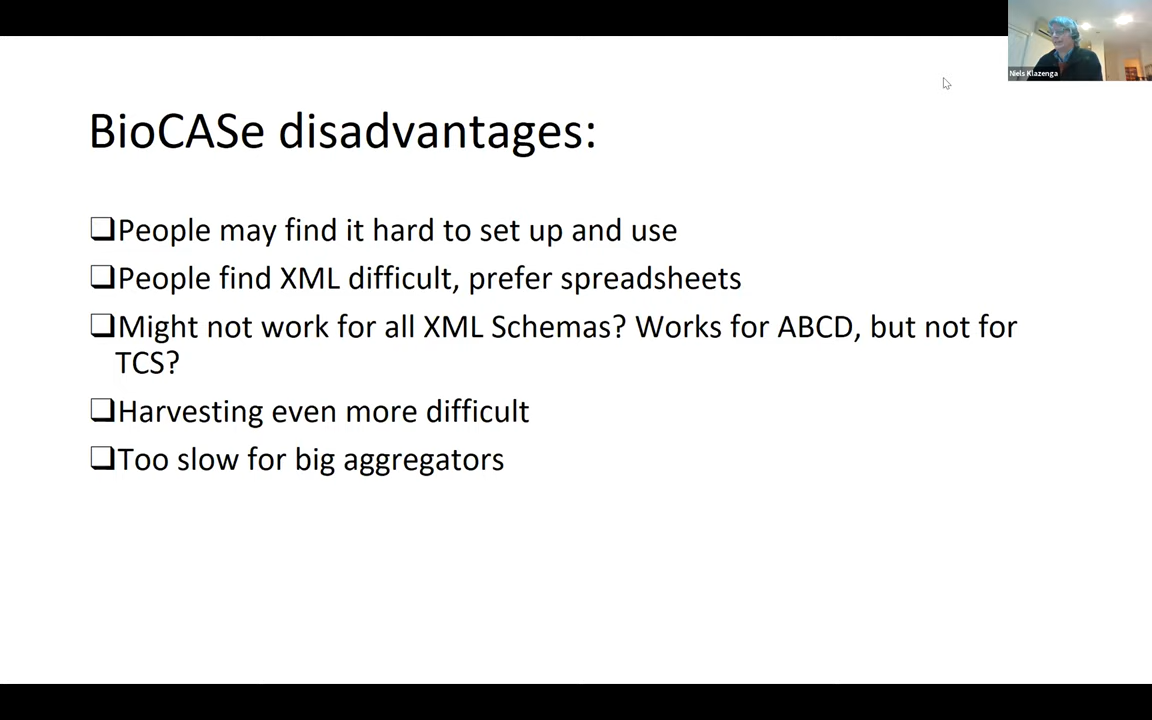 Niels Klazenga
BioCASe disadvantages:
❑People may find it hard to set up and use
❑People find XML difficult, prefer spreadsheets
❑Might not work for all XML Schemas? Works for ABCD, but not for
TCS?
❑Harvesting even more difficult
❑Too slow for big aggregators